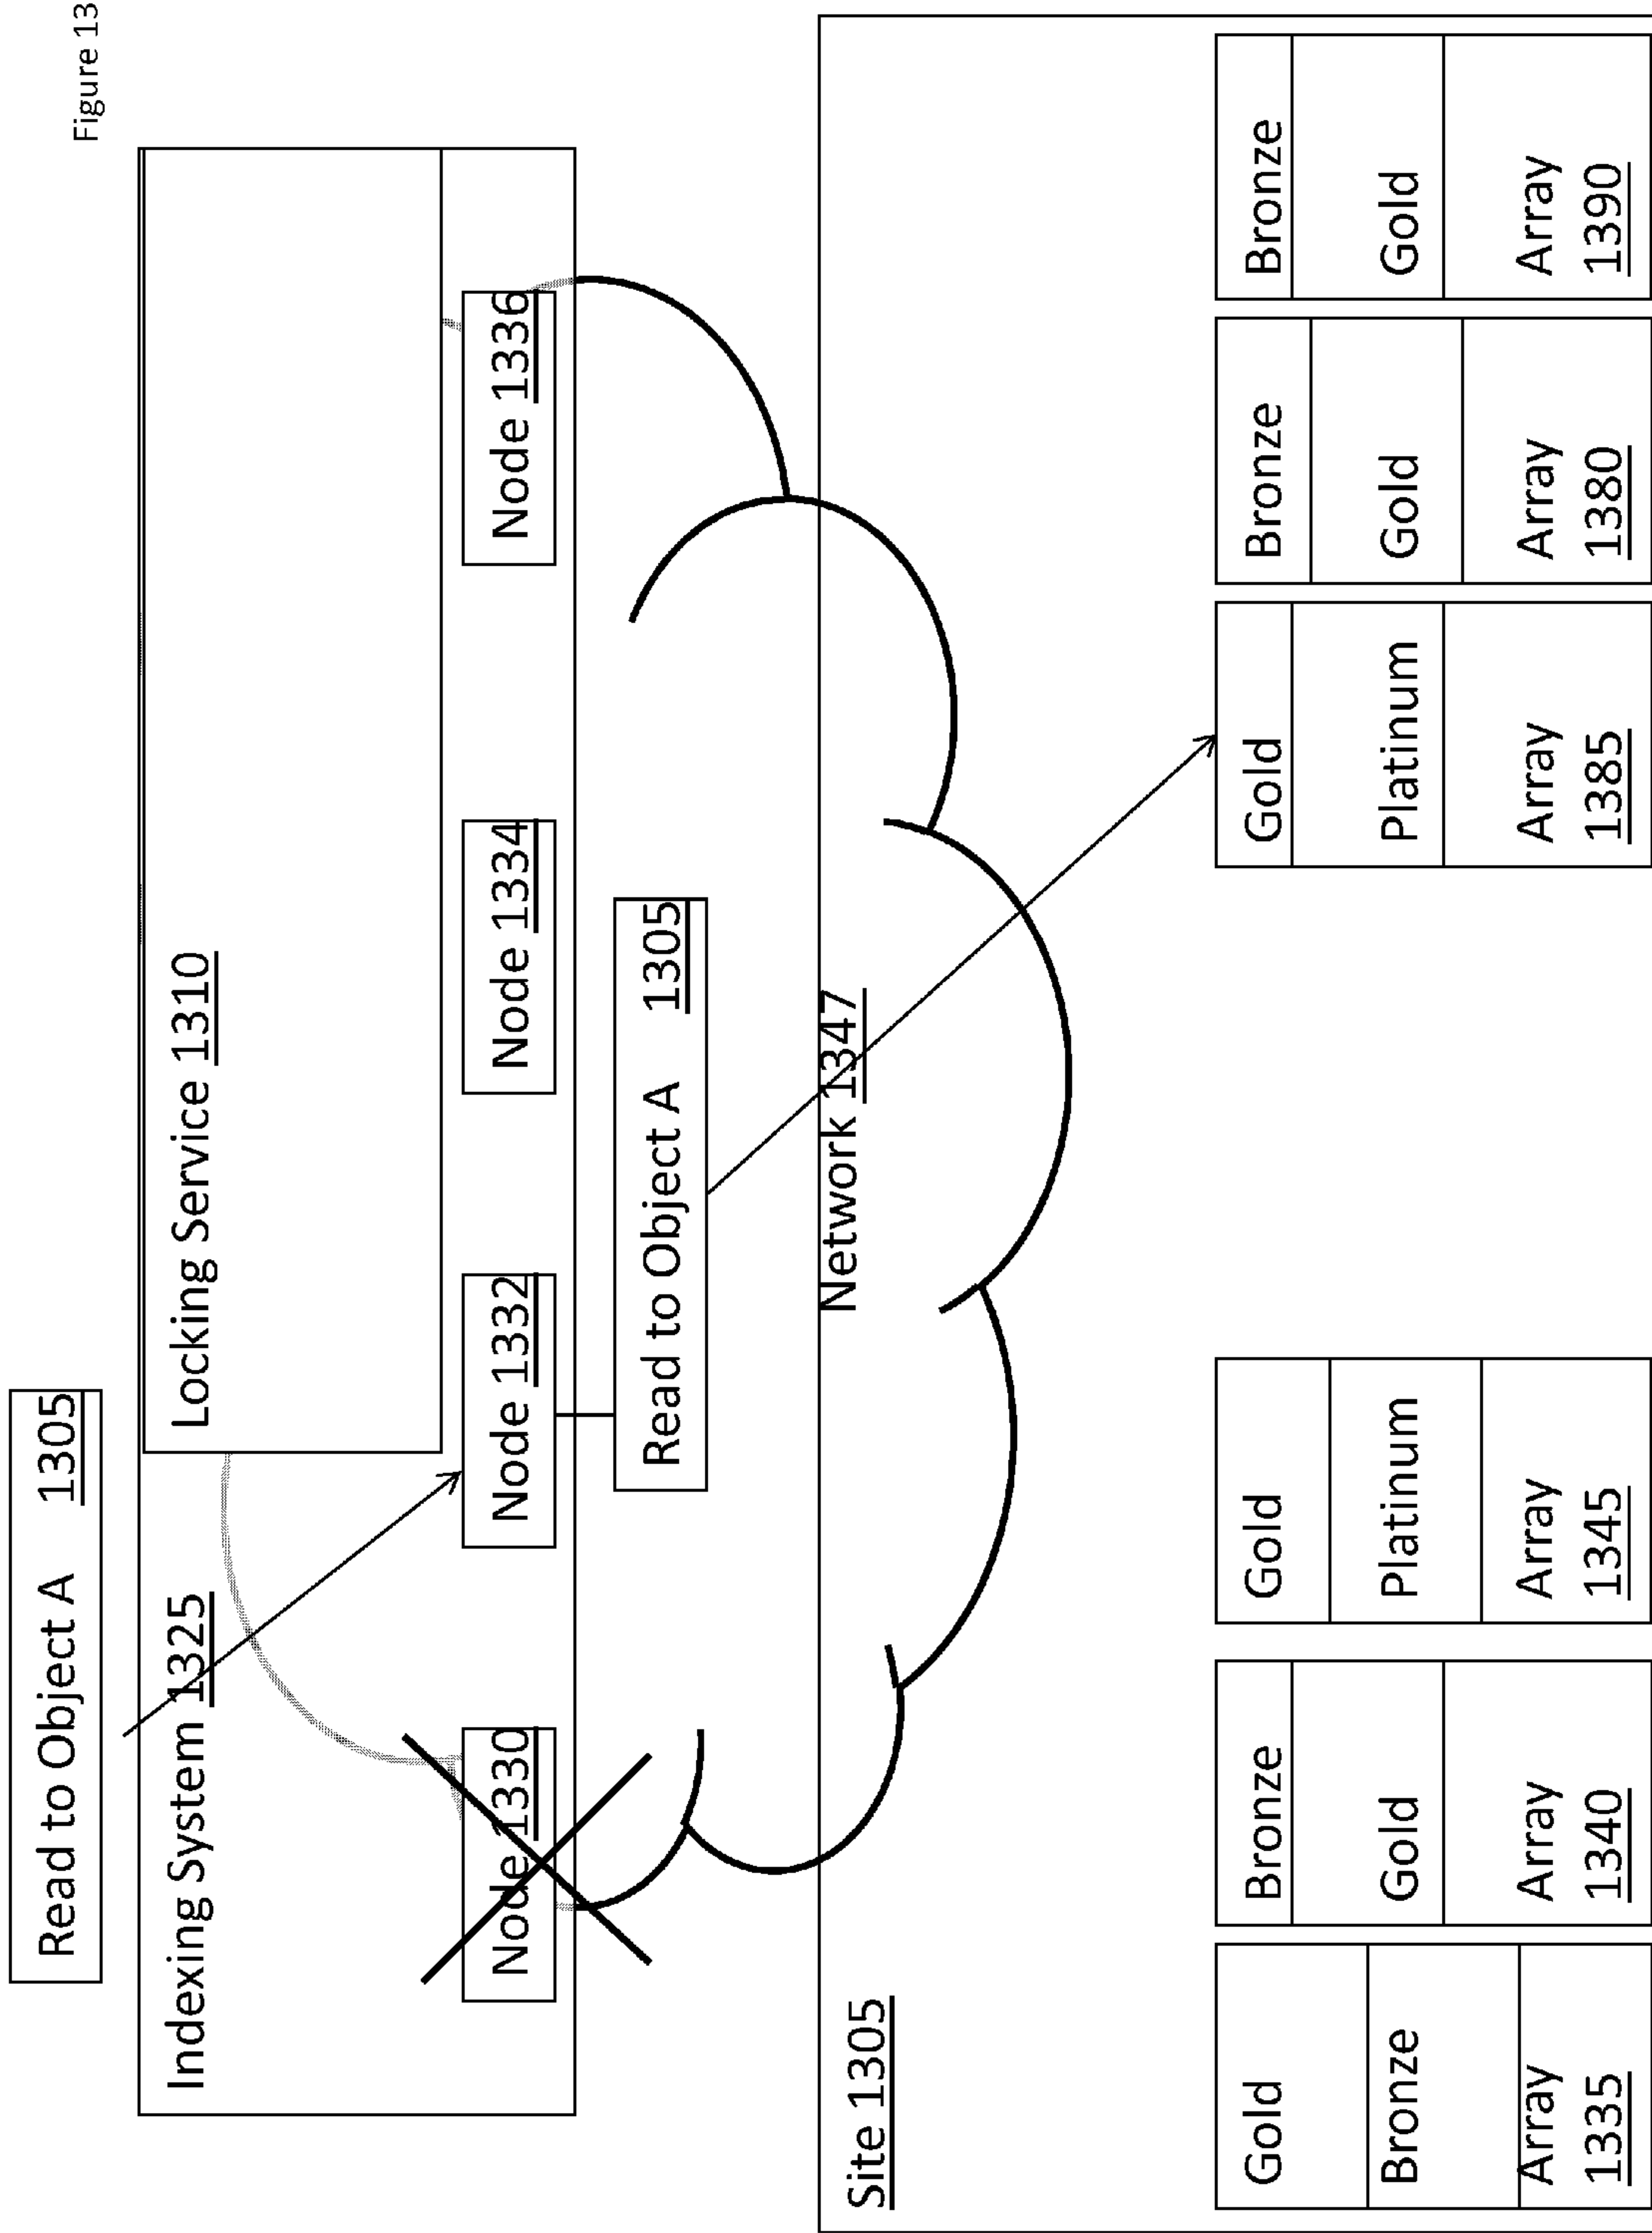 Figure 13
Read to Object A 1305
Indexing System 1325
Locking Service 1310
Node 1330
Node 1332
Node 1334
Node 1336
Read to Object A 1305
Network 1347
Site 1305
Gold
Bronze
Array
1335
Bronze
Gold
Array
1340
Gold
Platinum
Array
1345
Gold
Platinum
Array
1385
Bronze
Gold
Array
1380
Bronze
Gold
Array
1390